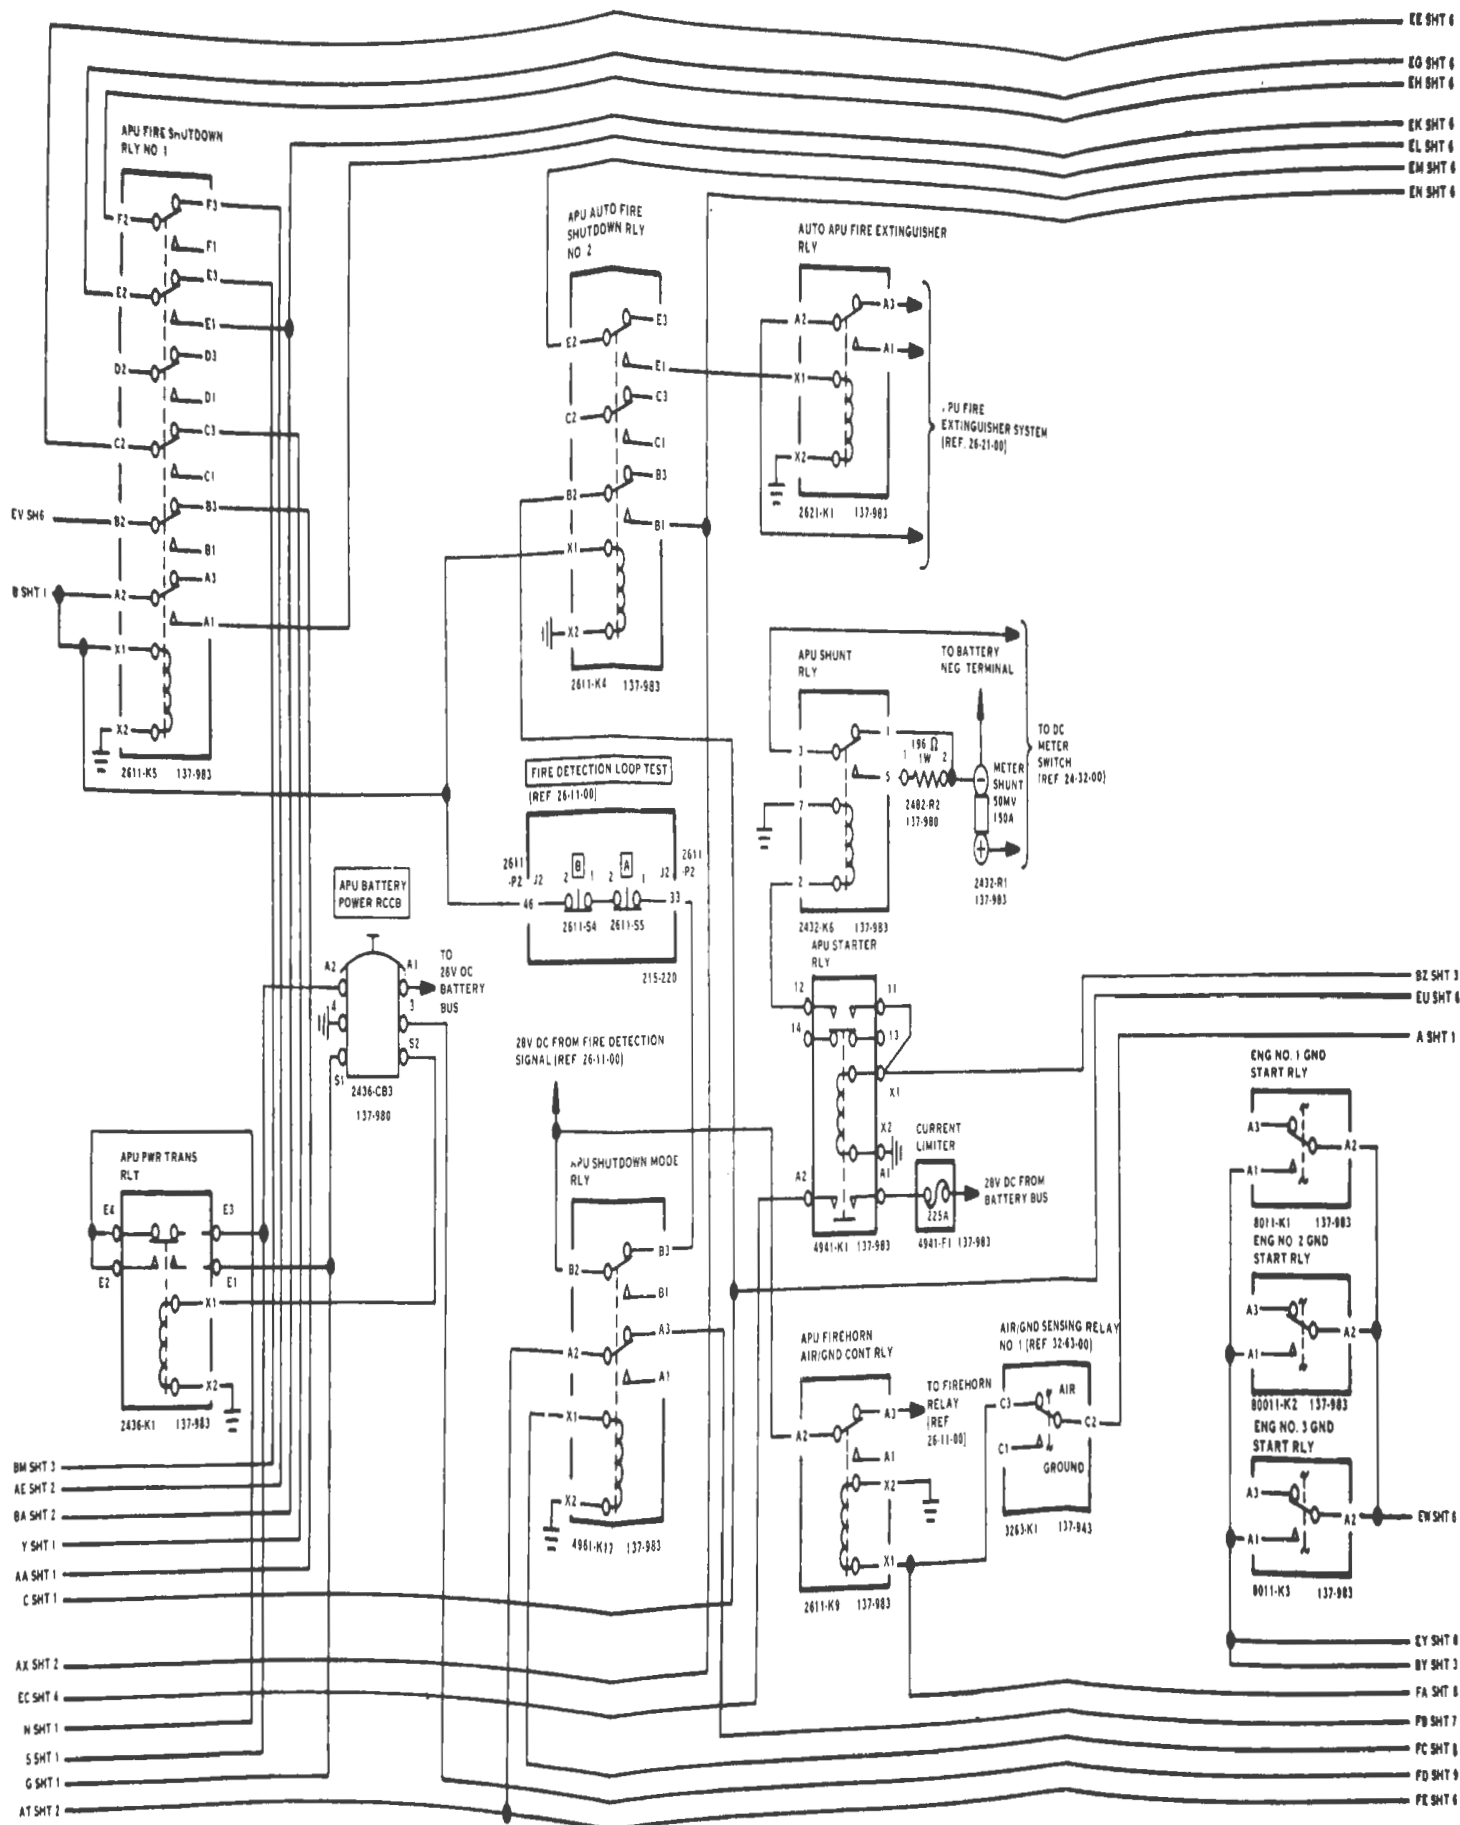 EE SHT 6
EG SHT 6
EH SHT 6
EK SHT 6
EL SHT 6
EM SHT 6
EN SHT 6
APU FIRE SHUTDOWN
RLY NO 1
F2
F3
F1
E2
E3
E1
D3
D2
D1
C3
C2
C1
EV SH6
B2
B3
B1
B SHT 1
A2
A3
A1
X1
X2
2611-K5 137-983
APU AUTO FIRE
SHUTDOWN RLY
NO 2
E3
E2
E1
C3
C2
C1
B3
B2
B1
X1
X2
2611-K4 137-983
AUTO APU FIRE EXTINGUISHER
RLY
A3
A2
A1
X1
X2
2621-K1 137-983
PU FIRE
EXTINGUISHER SYSTEM
(REF. 26-21-00)
APU SHUNT
RLY
TO BATTERY
NEG TERMINAL
1
3
5
7
2
196 Ω
1W
1 2
2482-R2
137-980
METER
SHUNT
50MV
150A
-
+
2432-R1
137-983
TO DC
METER
SWITCH
(REF 24-32-00)
2432-K6 137-983
FIRE DETECTION LOOP TEST
(REF 26-11-00)
2611
-P2
J2
46
B
2 1
A
2 1
2611-S4 2611-S5
J2
2611
-P2
33
215-220
APU BATTERY
POWER RCCB
A2
A1
TO
28V DC
BATTERY
BUS
4
3
S1
S2
2436-CB3
137-980
28V DC FROM FIRE DETECTION
SIGNAL (REF 26-11-00)
APU STARTER
RLY
12
11
14
13
X1
X2
A2
A1
4941-K1 137-983
CURRENT
LIMITER
225A
28V DC FROM
BATTERY BUS
4941-F1 137-983
BZ SHT 3
EU SHT 6
A SHT 1
APU PWR TRANS
RLT
E4
E3
E2
E1
X1
X2
2436-K1 137-983
APU SHUTDOWN MODE
RLY
B3
B2
B1
A3
A2
A1
X1
X2
4961-K17 137-983
APU FIREHORN
AIR/GND CONT RLY
A3
A2
A1
X2
X1
2611-K9 137-983
TO FIREHORN
RELAY
(REF
26-11-00)
AIR/GND SENSING RELAY
NO 1 (REF 32-63-00)
C3
AIR
C2
C1
GROUND
3263-K1 137-943
ENG NO. 1 GND
START RLY
A3
A2
A1
8011-K1 137-983
ENG NO 2 GND
START RLY
A3
A2
A1
80011-K2 137-983
ENG NO. 3 GND
START RLY
A3
A2
A1
8011-K3 137-983
EW SHT 6
BM SHT 3
AE SHT 2
BA SHT 2
Y SHT 1
AA SHT 1
C SHT 1
AX SHT 2
EC SHT 4
N SHT 1
S SHT 1
G SHT 1
AT SHT 2
BY SHT 3
FB SHT 7
FD SHT 9
FE SHT 6